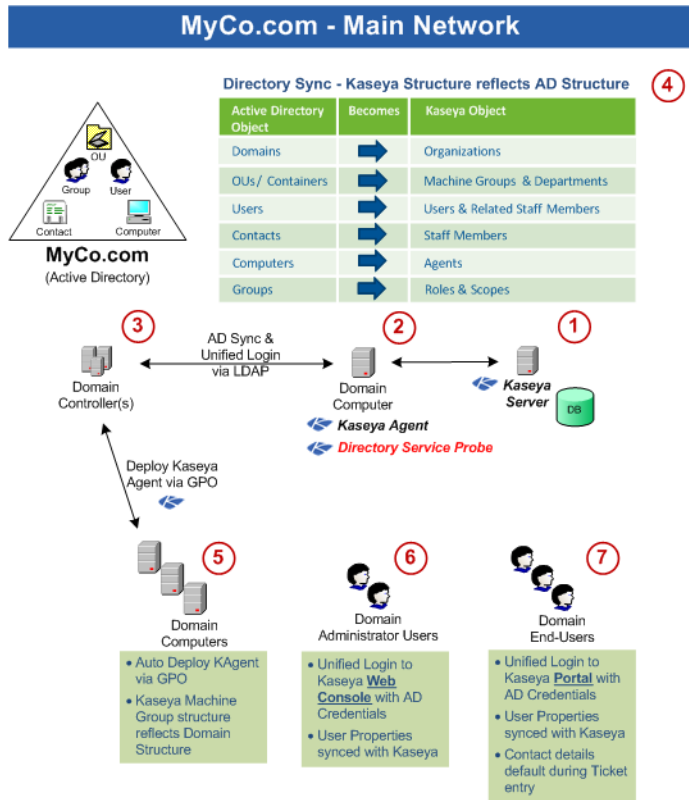 MyCo.com - Main Network
Directory Sync - Kaseya Structure reflects AD Structure
4
Active Directory Object
Becomes
Kaseya Object
Domains
Organizations
OUs/ Containers
Machine Groups & Departments
Users
Users & Related Staff Members
Contacts
Staff Members
Computers
Agents
Groups
Roles & Scopes
OU
Group
User
Contact
Computer
MyCo.com
(Active Directory)
3
2
1
AD Sync &
Unified Login
via LDAP
Domain
Controller(s)
Domain
Computer
Kaseya Agent
Directory Service Probe
Kaseya
Server
DB
Deploy Kaseya
Agent via GPO
5
6
7
Domain
Computers
• Auto Deploy KAgent
via GPO
• Kaseya Machine
Group structure
reflects Domain
Structure
Domain
Administrator Users
• Unified Login to
Kaseya Web
Console with AD
Credentials
• User Properties
synced with Kaseya
Domain
End-Users
• Unified Login to
Kaseya Portal with
AD Credentials
• User Properties
synced with Kaseya
• Contact details
default during Ticket
entry